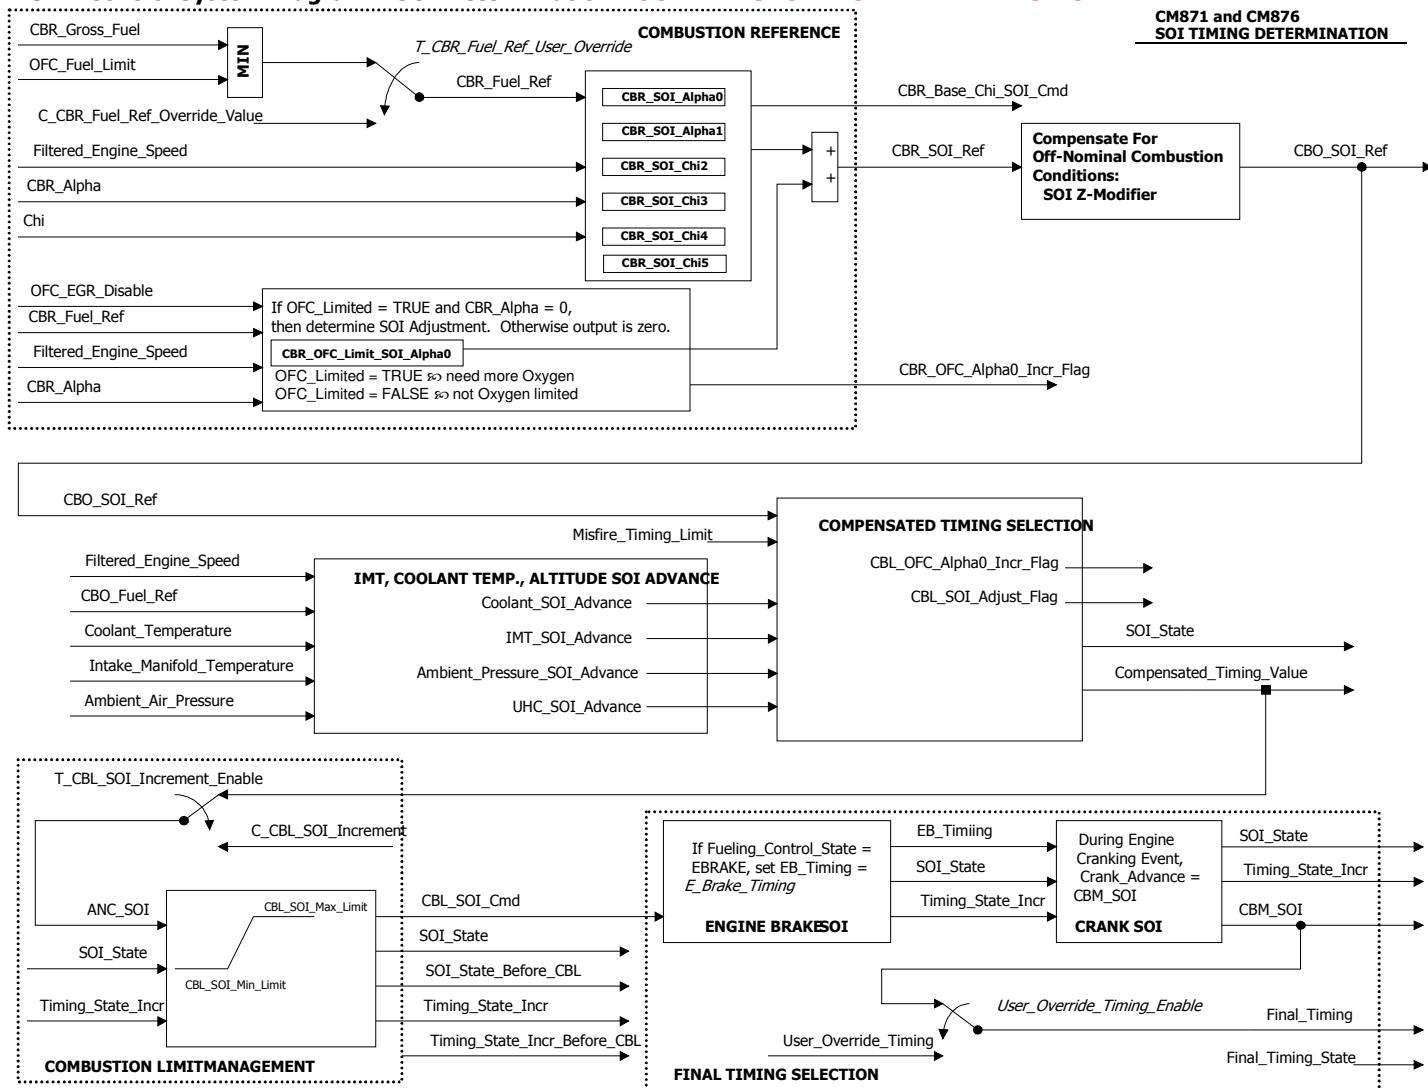 CM871 and CM876
SOI TIMING DETERMINATION
COMBUSTION REFERENCE
CBR_Gross_Fuel
OFC_Fuel_Limit
MIN
T_CBR_Fuel_Ref_User_Override
CBR_Fuel_Ref
C_CBR_Fuel_Ref_Override_Value
Filtered_Engine_Speed
CBR_Alpha
Chi
CBR_SOI_Alpha0
CBR_SOI_Alpha1
CBR_SOI_Chi2
CBR_SOI_Chi3
CBR_SOI_Chi4
CBR_SOI_Chi5
+
+
CBR_Base_Chi_SOI_Cmd
CBR_SOI_Ref
Compensate For
Off-Nominal Combustion
Conditions:
SOI Z-Modifier
CBO_SOI_Ref
OFC_EGR_Disable
CBR_Fuel_Ref
Filtered_Engine_Speed
CBR_Alpha
If OFC_Limited = TRUE and CBR_Alpha = 0,
then determine SOI Adjustment. Otherwise output is zero.
CBR_OFC_Limit_SOI_Alpha0
OFC_Limited = TRUE need more Oxygen
OFC_Limited = FALSE not Oxygen limited
CBR_OFC_Alpha0_Incr_Flag
CBO_SOI_Ref
Misfire_Timing_Limit
Filtered_Engine_Speed
CBO_Fuel_Ref
Coolant_Temperature
Intake_Manifold_Temperature
Ambient_Air_Pressure
IMT, COOLANT TEMP., ALTITUDE SOI ADVANCE
Coolant_SOI_Advance
IMT_SOI_Advance
Ambient_Pressure_SOI_Advance
UHC_SOI_Advance
COMPENSATED TIMING SELECTION
CBL_OFC_Alpha0_Incr_Flag
CBL_SOI_Adjust_Flag
SOI_State
Compensated_Timing_Value
T_CBL_SOI_Increment_Enable
C_CBL_SOI_Increment
ANC_SOI
SOI_State
Timing_State_Incr
CBL_SOI_Max_Limit
CBL_SOI_Min_Limit
COMBUSTION LIMITMANAGEMENT
CBL_SOI_Cmd
SOI_State
SOI_State_Before_CBL
Timing_State_Incr
Timing_State_Incr_Before_CBL
If Fueling_Control_State =
EBRAKE, set EB_Timing =
E_Brake_Timing
ENGINE BRAKESOI
EB_Timiing
SOI_State
Timing_State_Incr
During Engine
Cranking Event,
Crank_Advance =
CBM_SOI
CRANK SOI
SOI_State
Timing_State_Incr
CBM_SOI
User_Override_Timing_Enable
User_Override_Timing
Final_Timing
Final_Timing_State
FINAL TIMING SELECTION